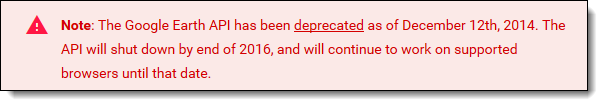 Note: The Google Earth API has been deprecated as of December 12th, 2014. The
API will shut down by end of 2016, and will continue to work on supported
browsers until that date.